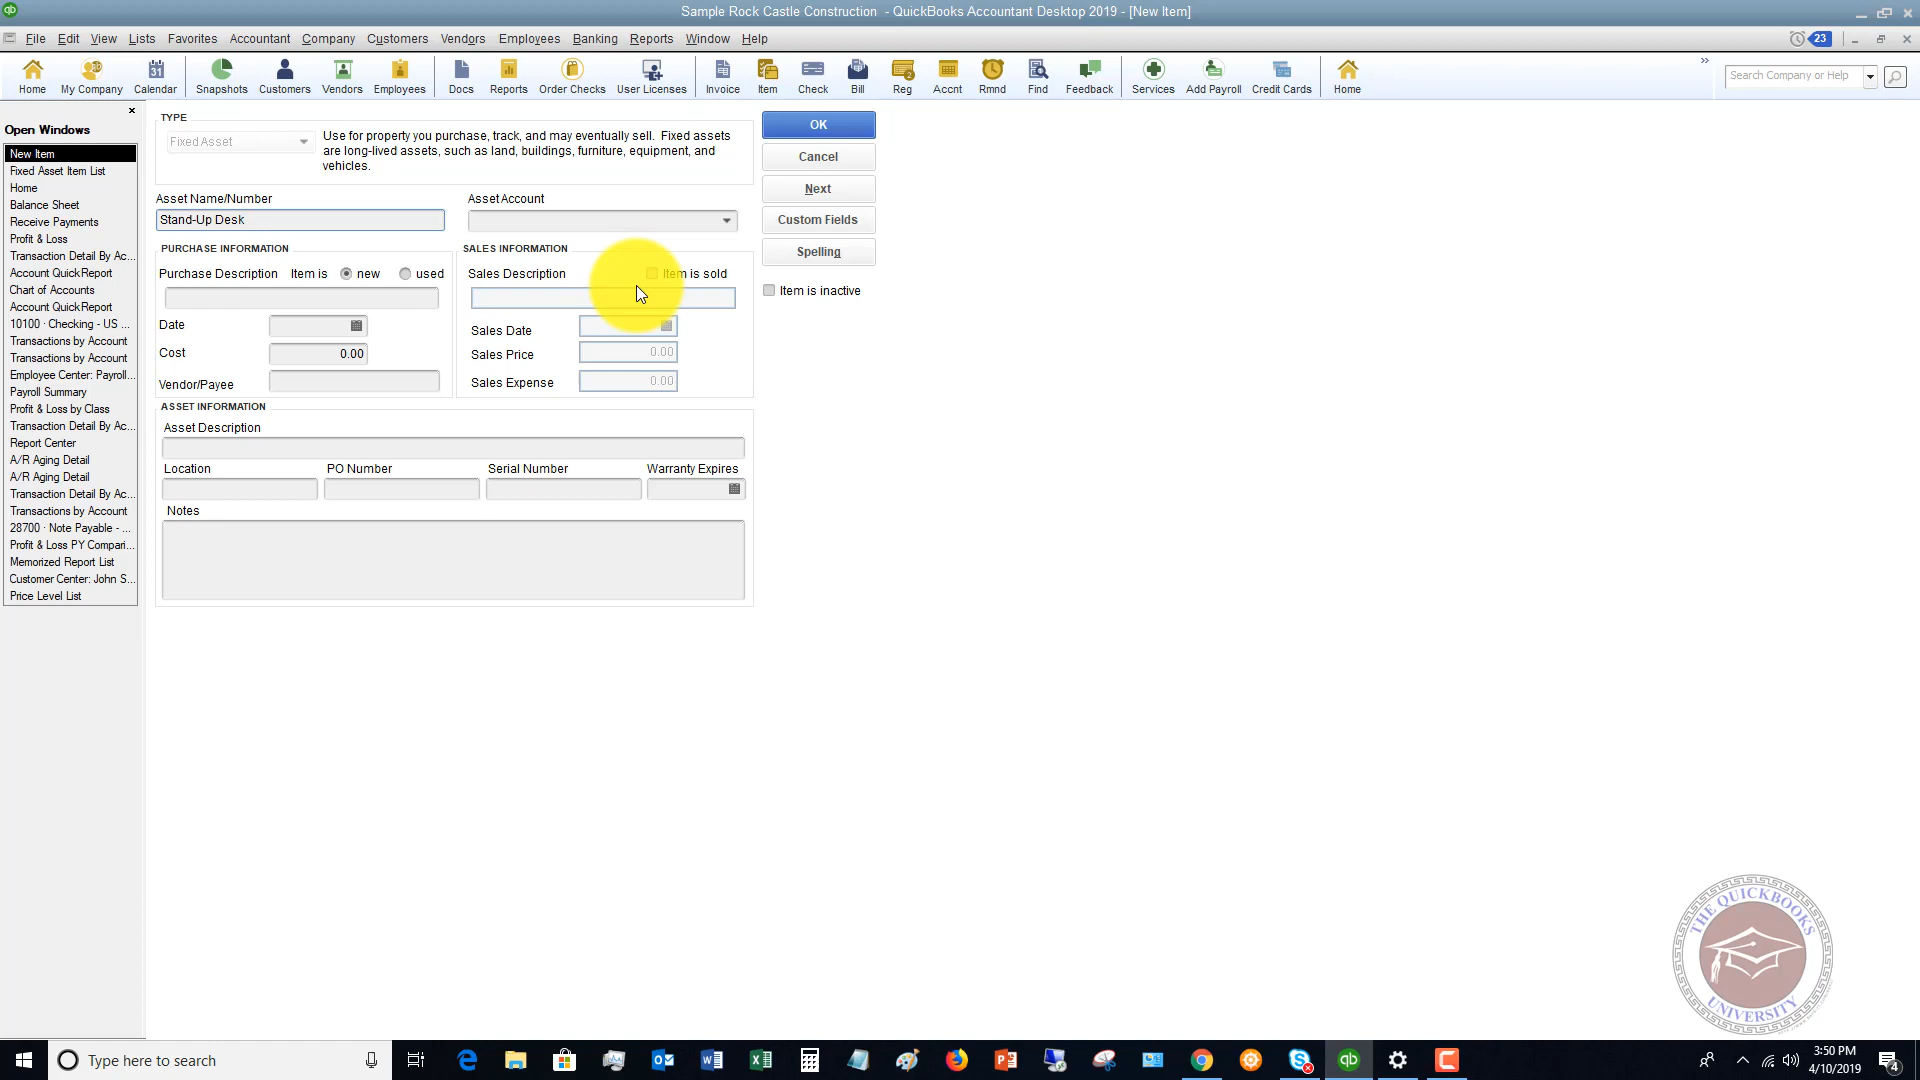 Sample Rock Castle Construction - QuickBooks Accountant Desktop 2019 - [New Item]
File Edit View Lists Favorites Accountant Company Customers Vendors Employees Banking Reports Window Help
23
Home My Company Calendar Snapshots Customers Vendors Employees Docs Reports Order Checks User Licenses Invoice Item Check Bill Reg Accnt Rmnd Find Feedback Services Add Payroll Credit Cards Home
Search Company or Help
Open Windows
New Item
Fixed Asset Item List
Home
Balance Sheet
Receive Payments
Profit & Loss
Transaction Detail By Ac...
Account QuickReport
Chart of Accounts
Account QuickReport
10100 · Checking - US ...
Transactions by Account
Transactions by Account
Employee Center: Payroll...
Payroll Summary
Profit & Loss by Class
Transaction Detail By Ac...
Report Center
A/R Aging Detail
A/R Aging Detail
Transaction Detail By Ac...
Transactions by Account
28700 · Note Payable - ...
Profit & Loss PY Compari...
Memorized Report List
Customer Center: John S...
Price Level List
TYPE
Fixed Asset
Use for property you purchase, track, and may eventually sell. Fixed assets
are long-lived assets, such as land, buildings, furniture, equipment, and
vehicles.
Asset Name/Number
Asset Account
Stand-Up Desk
PURCHASE INFORMATION
Purchase Description Item is new used
Date
Cost 0.00
Vendor/Payee
SALES INFORMATION
Sales Description Item is sold
Sales Date
Sales Price 0.00
Sales Expense 0.00
ASSET INFORMATION
Asset Description
Location PO Number Serial Number Warranty Expires
Notes
OK
Cancel
Next
Custom Fields
Spelling
Item is inactive
THE QUICKBOOKS
UNIVERSITY
Type here to search
3:50 PM
4/10/2019
4